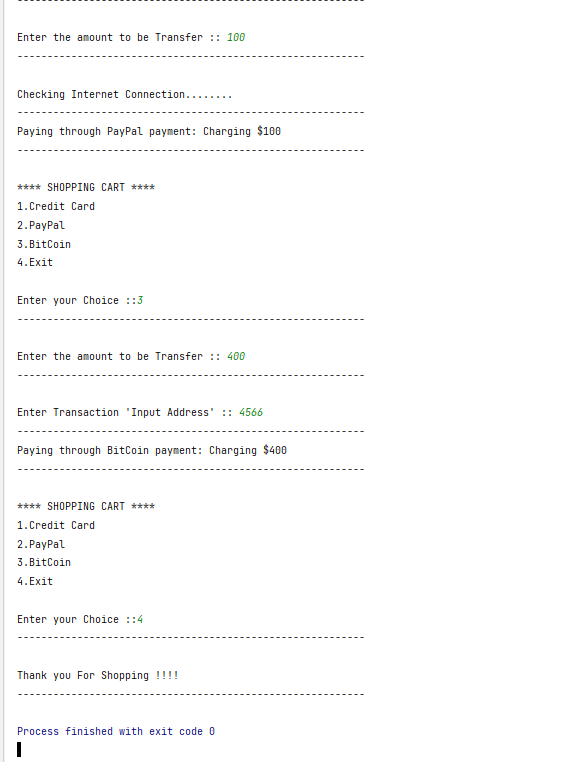 ----------------------------------------------------------
Enter the amount to be Transfer :: 100
----------------------------------------------------------
Checking Internet Connection........
----------------------------------------------------------
Paying through PayPal payment: Charging $100
----------------------------------------------------------
**** SHOPPING CART ****
1.Credit Card
2.PayPal
3.BitCoin
4.Exit
Enter your Choice ::3
----------------------------------------------------------
Enter the amount to be Transfer :: 400
----------------------------------------------------------
Enter Transaction 'Input Address' :: 4566
----------------------------------------------------------
Paying through BitCoin payment: Charging $400
----------------------------------------------------------
**** SHOPPING CART ****
1.Credit Card
2.PayPal
3.BitCoin
4.Exit
Enter your Choice ::4
----------------------------------------------------------
Thank you For Shopping !!!!
----------------------------------------------------------
Process finished with exit code 0